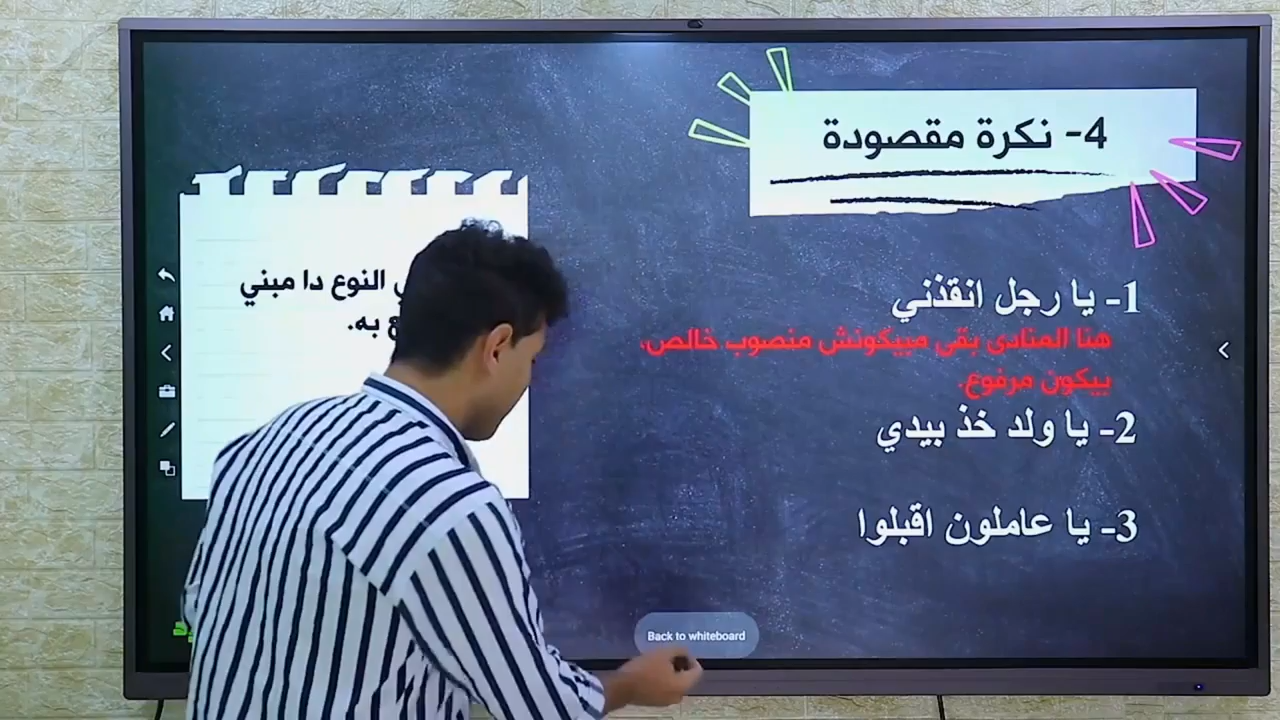 4- نكرة مقصودة
1- يا رجل انقذني
هنا المنادى بقى مبيكونش منصوب خالص،
بيكون مرفوع.
2- يا ولد خذ بيدي
3- يا عاملون اقبلوا
النوع دا مبني
به.
Back to whiteboard